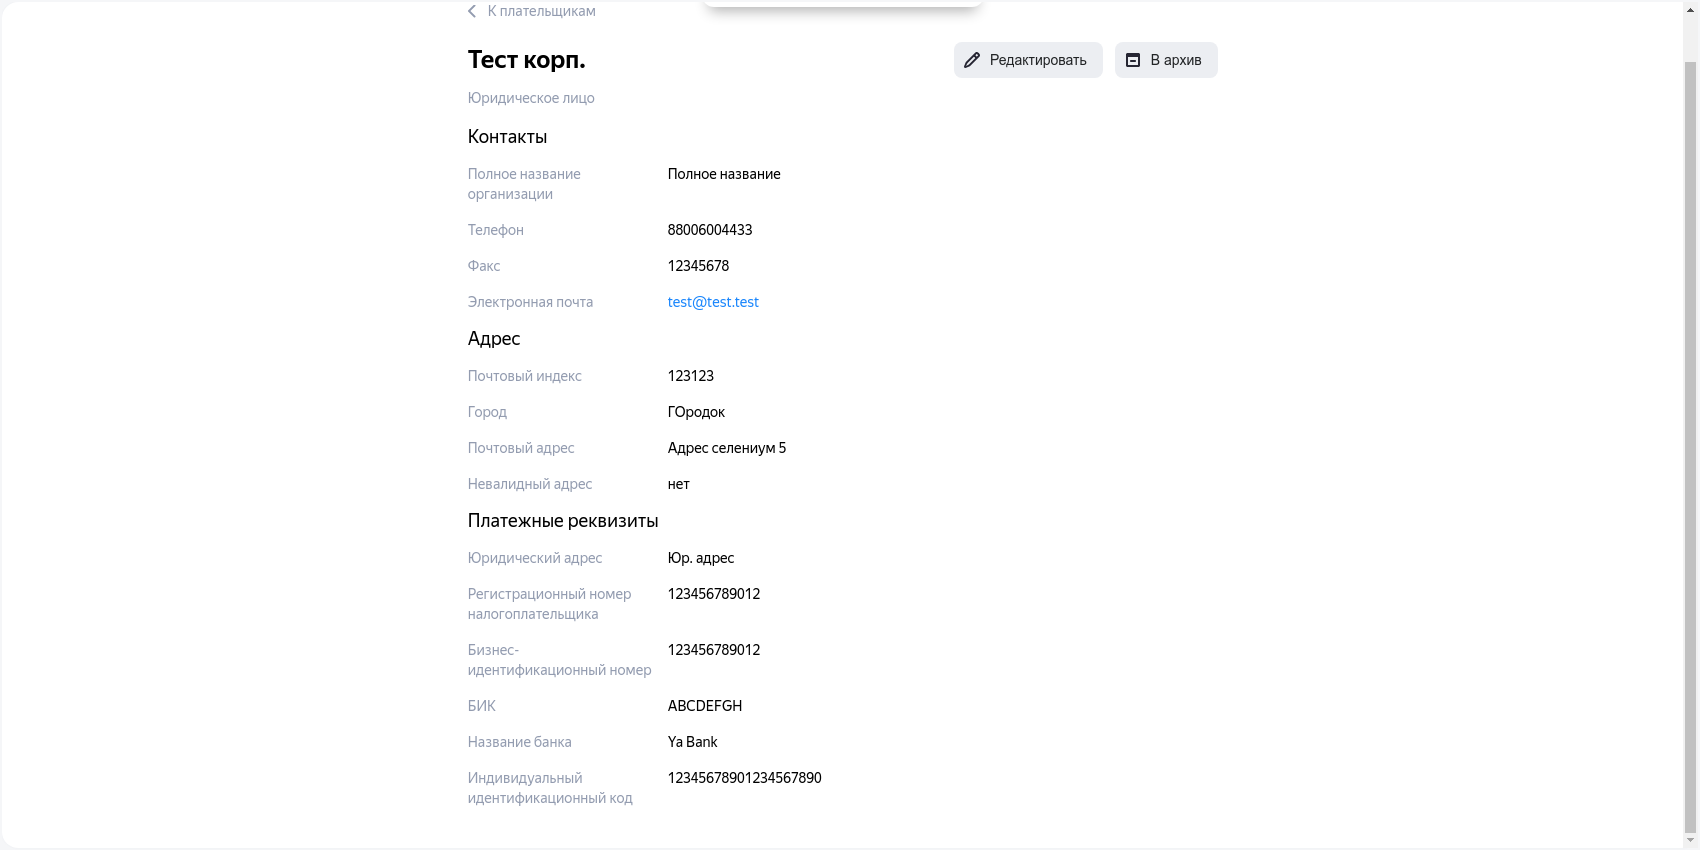 К плательщикам
Тест корп.
Редактировать
В архив
Юридическое лицо
Контакты
Полное название
организации
Полное название
Телефон
88006004433
Факс
12345678
Электронная почта
test@test.test
Адрес
Почтовый индекс
123123
Город
ГОродок
Почтовый адрес
Адрес селениум 5
Невалидный адрес
нет
Платежные реквизиты
Юридический адрес
Юр. адрес
Регистрационный номер
налогоплательщика
123456789012
Бизнес-
идентификационный номер
123456789012
БИК
ABCDEFGH
Название банка
Ya Bank
Индивидуальный
идентификационный код
12345678901234567890